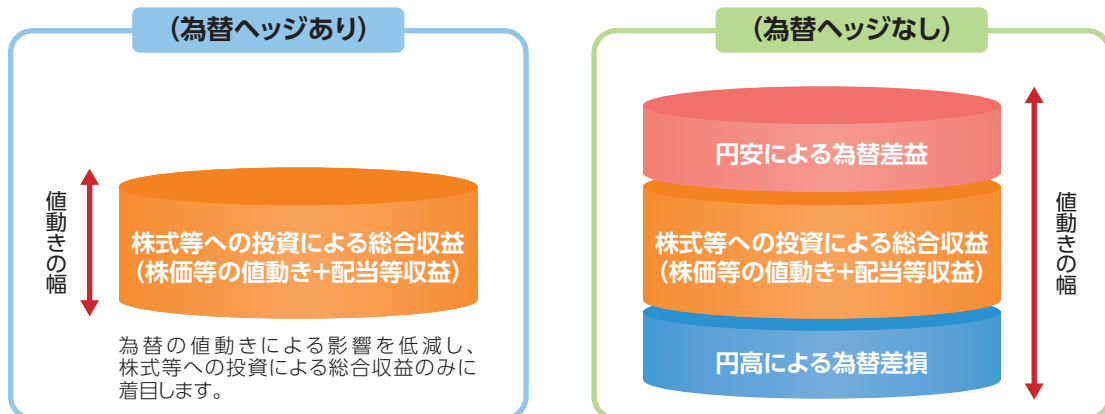 (為替ヘッジあり)
値動きの幅
株式等への投資による総合収益
(株価等の値動き+配当等収益)
為替の値動きによる影響を低減し、
株式等への投資による総合収益のみに
着目します。
(為替ヘッジなし)
円安による為替差益
株式等への投資による総合収益
(株価等の値動き+配当等収益)
円高による為替差損
値動きの幅